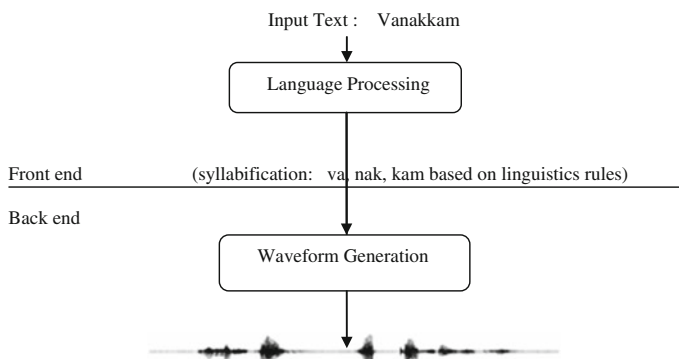 Input Text : Vanakkam
Language Processing
Front end (syllabification: va, nak, kam based on linguistics rules)
Back end
Waveform Generation